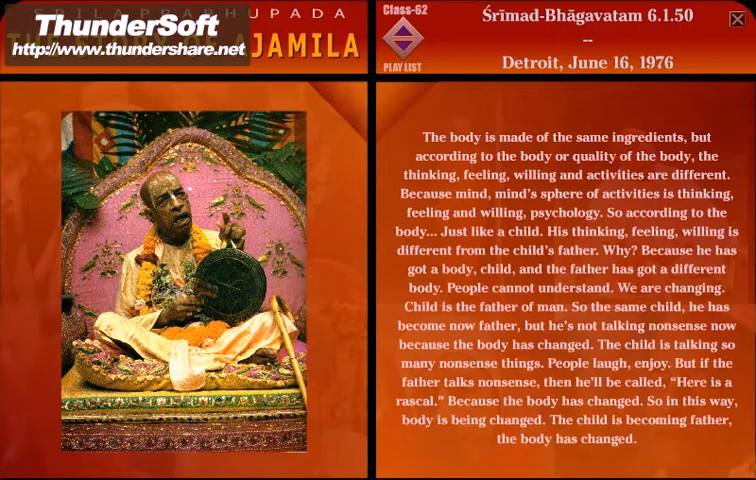 SRILA PRABHUPADA
ThunderSoft
http://www.thundershare.net
THE STORY OF AJAMILA
Class-62
PLAY LIST
Śrīmad-Bhāgavatam 6.1.50
--
Detroit, June 16, 1976
The body is made of the same ingredients, but
according to the body or quality of the body, the
thinking, feeling, willing and activities are different.
Because mind, mind's sphere of activities is thinking,
feeling and willing, psychology. So according to the
body... Just like a child. His thinking, feeling, willing is
different from the child's father. Why? Because he has
got a body, child, and the father has got a different
body. People cannot understand. We are changing.
Child is the father of man. So the same child, he has
become now father, but he's not talking nonsense now
because the body has changed. The child is talking so
many nonsense things. People laugh, enjoy. But if the
father talks nonsense, then he'll be called, “Here is a
rascal.” Because the body has changed. So in this way,
body is being changed. The child is becoming father,
the body has changed.